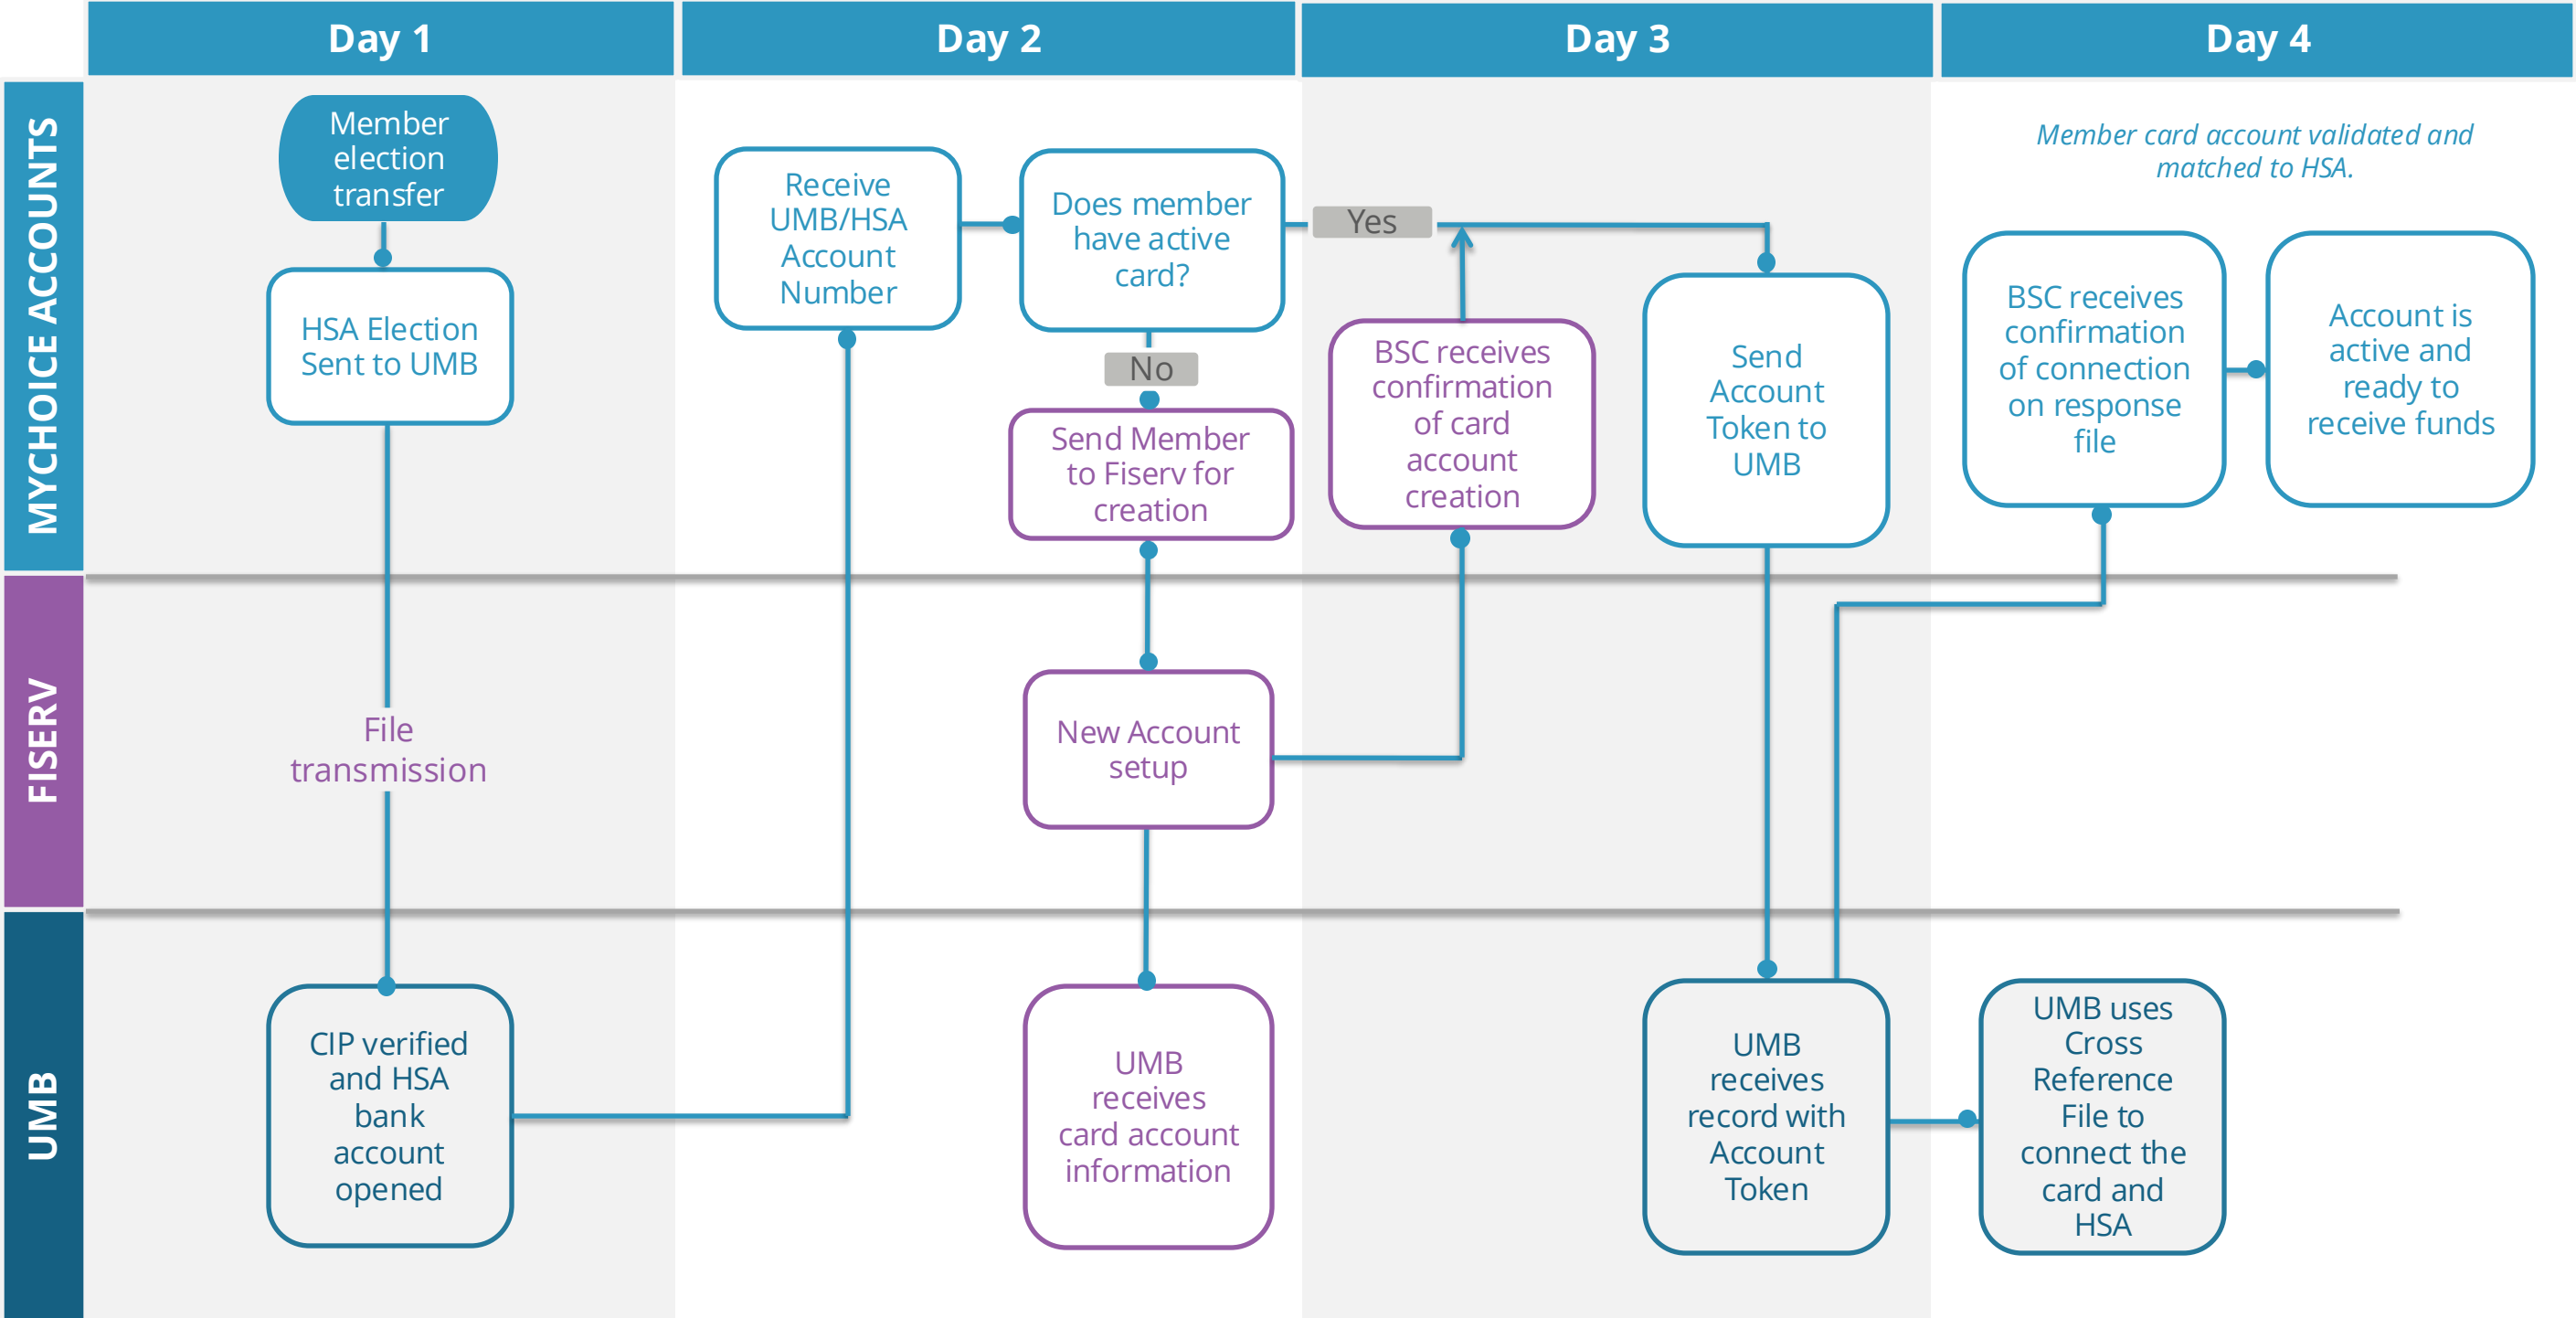 Day 1
Day 2
Day 3
Day 4
MYCHOICE ACCOUNTS
Member
election
transfer
HSA Election
Sent to UMB
Receive
UMB/HSA
Account
Number
Does member
have active
card?
Yes
No
Send Member
to Fiserv for
creation
BSC receives
confirmation
of card
account
creation
Send
Account
Token to
UMB
Member card account validated and
matched to HSA.
BSC receives
confirmation
of connection
on response
file
Account is
active and
ready to
receive funds
FISERV
File
transmission
New Account
setup
UMB
CIP verified
and HSA
bank
account
opened
UMB
receives
card account
information
UMB
receives
record with
Account
Token
UMB uses
Cross
Reference
File to
connect the
card and
HSA